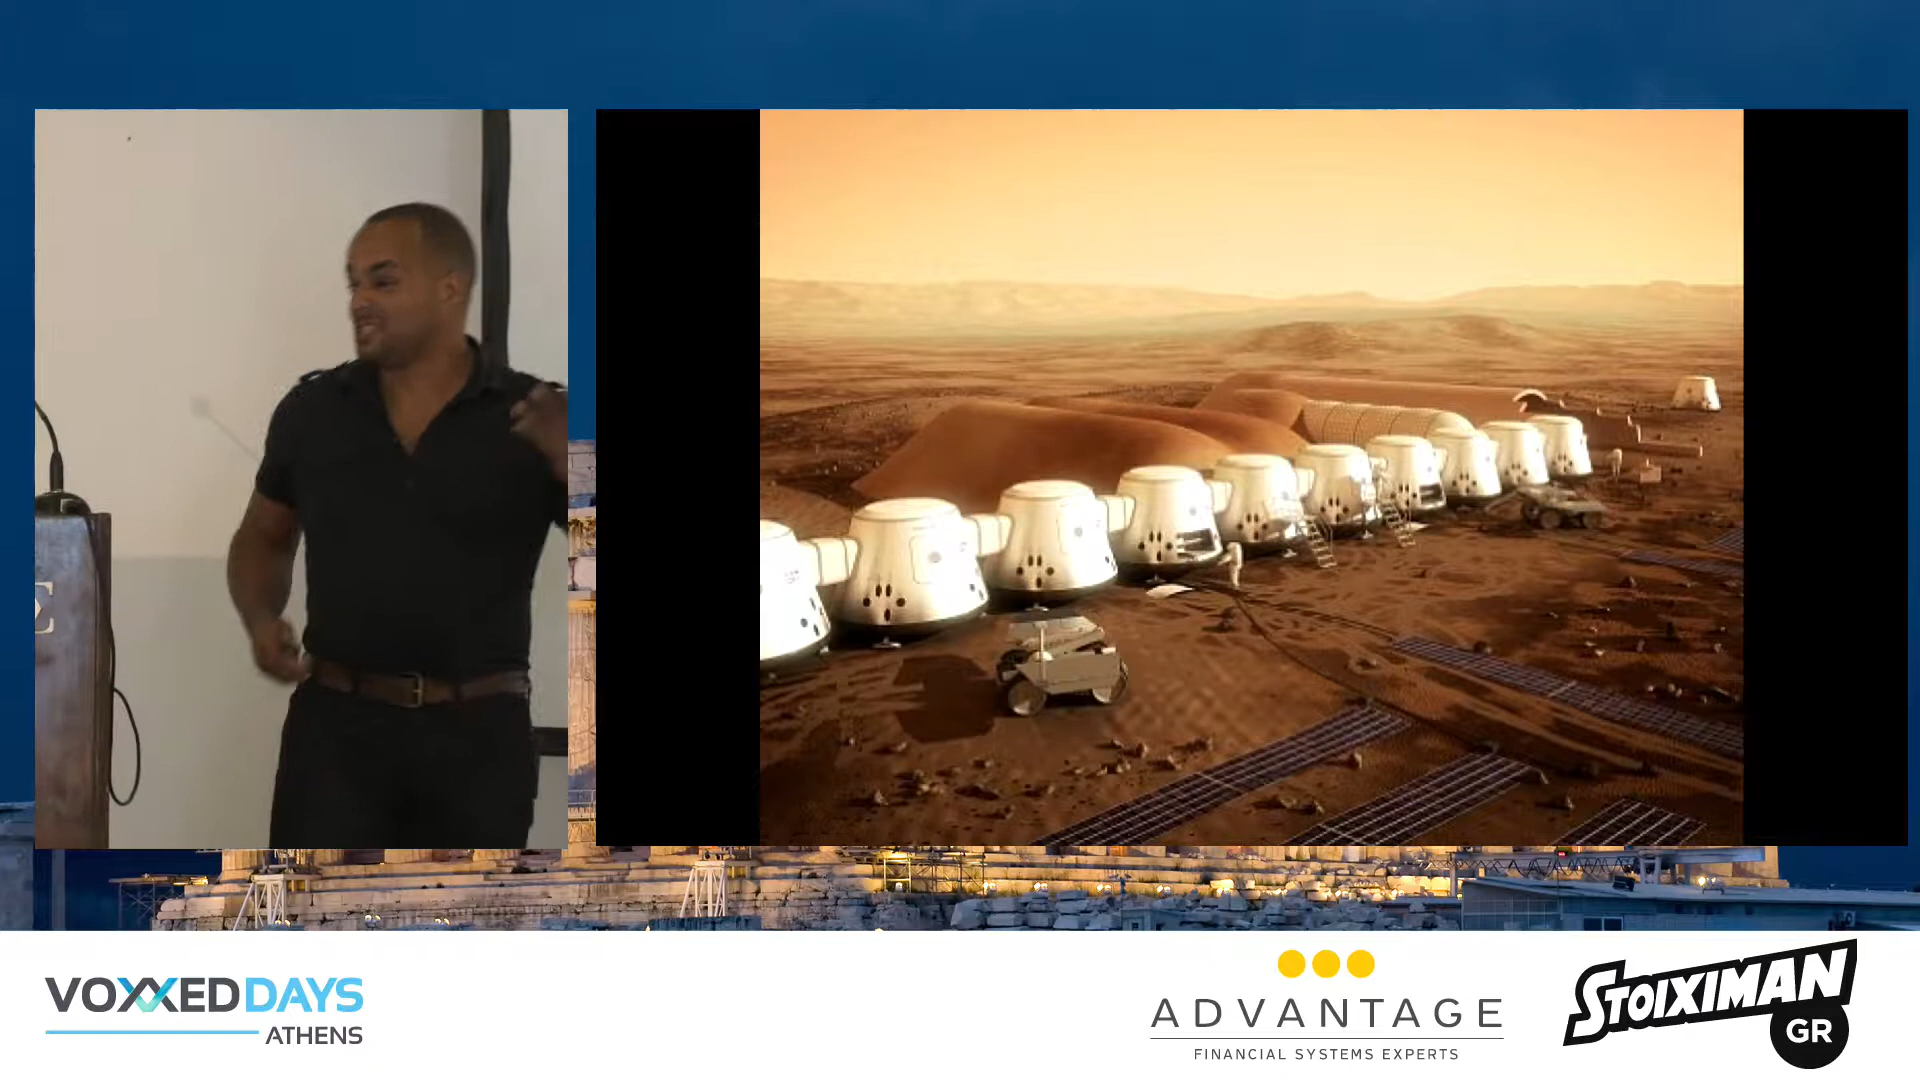 VOXXEDDAYS
ATHENS
ADVANTAGE
FINANCIAL SYSTEMS EXPERTS
STOIXIMAN
GR